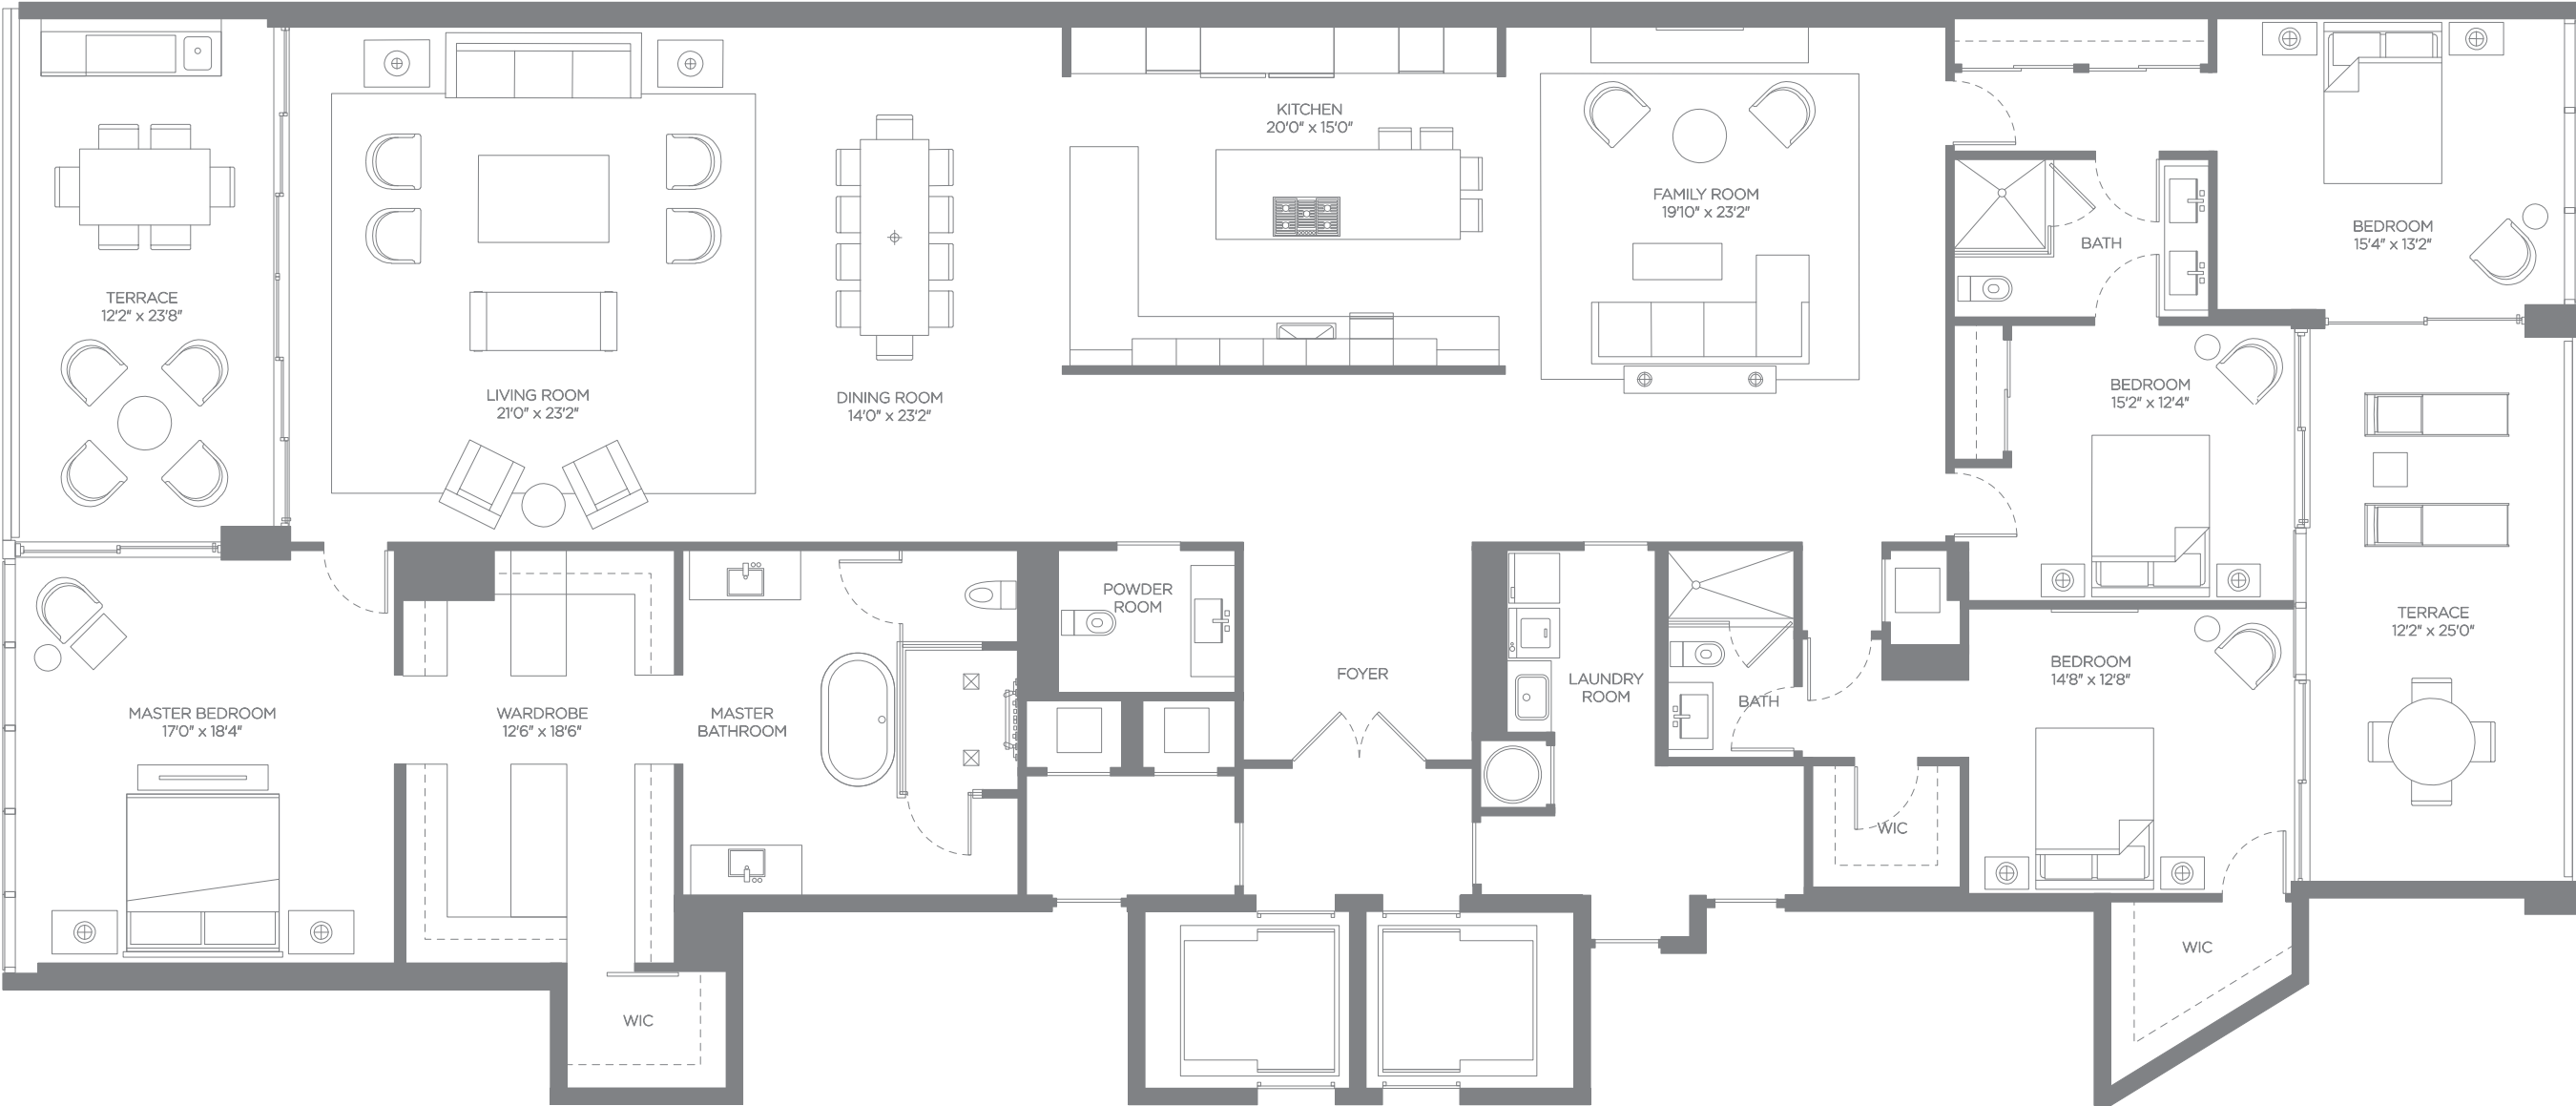 KITCHEN
20'0" x 15'0"
FAMILY ROOM
19'10" x 23'2"
BEDROOM
15'4" x 13'2"
BATH
TERRACE
12'2" x 23'8"
LIVING ROOM
21'0" x 23'2"
DINING ROOM
14'0" x 23'2"
BEDROOM
15'2" x 12'4"
POWDER
ROOM
TERRACE
12'2" x 25'0"
FOYER
LAUNDRY
ROOM
BATH
BEDROOM
14'8" x 12'8"
MASTER BEDROOM
17'0" x 18'4"
WARDROBE
12'6" x 18'6"
MASTER
BATHROOM
WIC
WIC
WIC